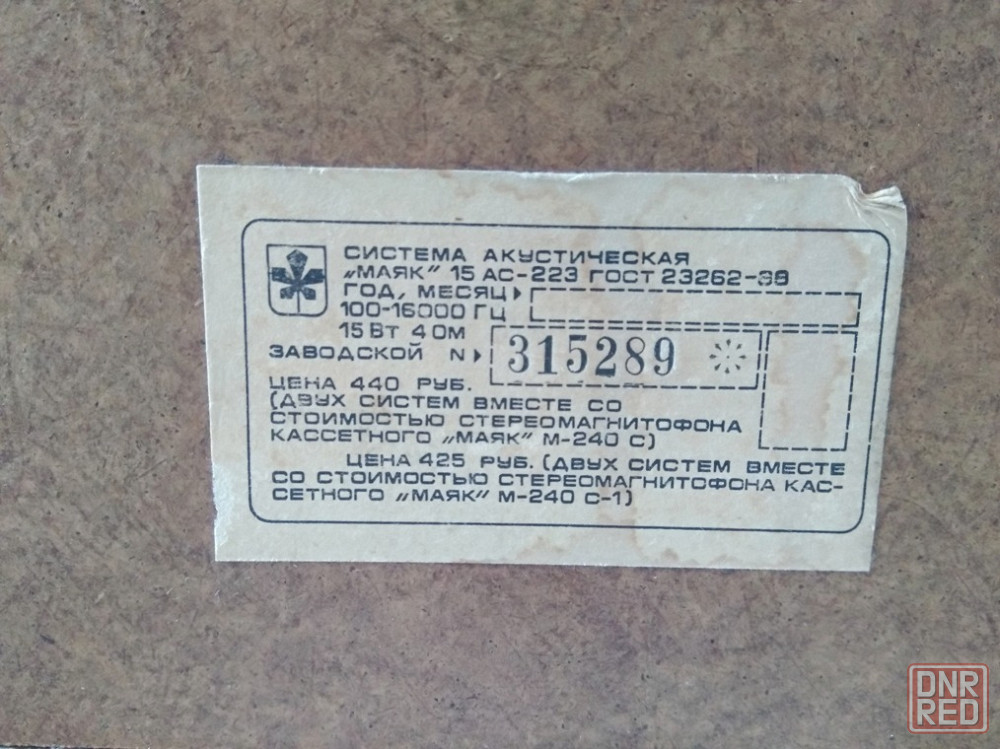 СИСТЕМА АКУСТИЧЕСКАЯ
„МАЯК” 15 АС-223 ГОСТ 23262-88
ГОД, МЕСЯЦ
100-16000 ГЦ
15 Вт 4 Ом
ЗАВОДСКОЙ N 315289
ЦЕНА 440 РУБ.
(ДВУХ СИСТЕМ ВМЕСТЕ СО
СТОИМОСТЬЮ СТЕРЕОМАГНИТОФОНА
КАССЕТНОГО „МАЯК” М-240 С)
ЦЕНА 425 РУБ. (ДВУХ СИСТЕМ ВМЕСТЕ
СО СТОИМОСТЬЮ СТЕРЕОМАГНИТОФОНА КАС-
СЕТНОГО „МАЯК” М-240 С-1)
DNR
RED